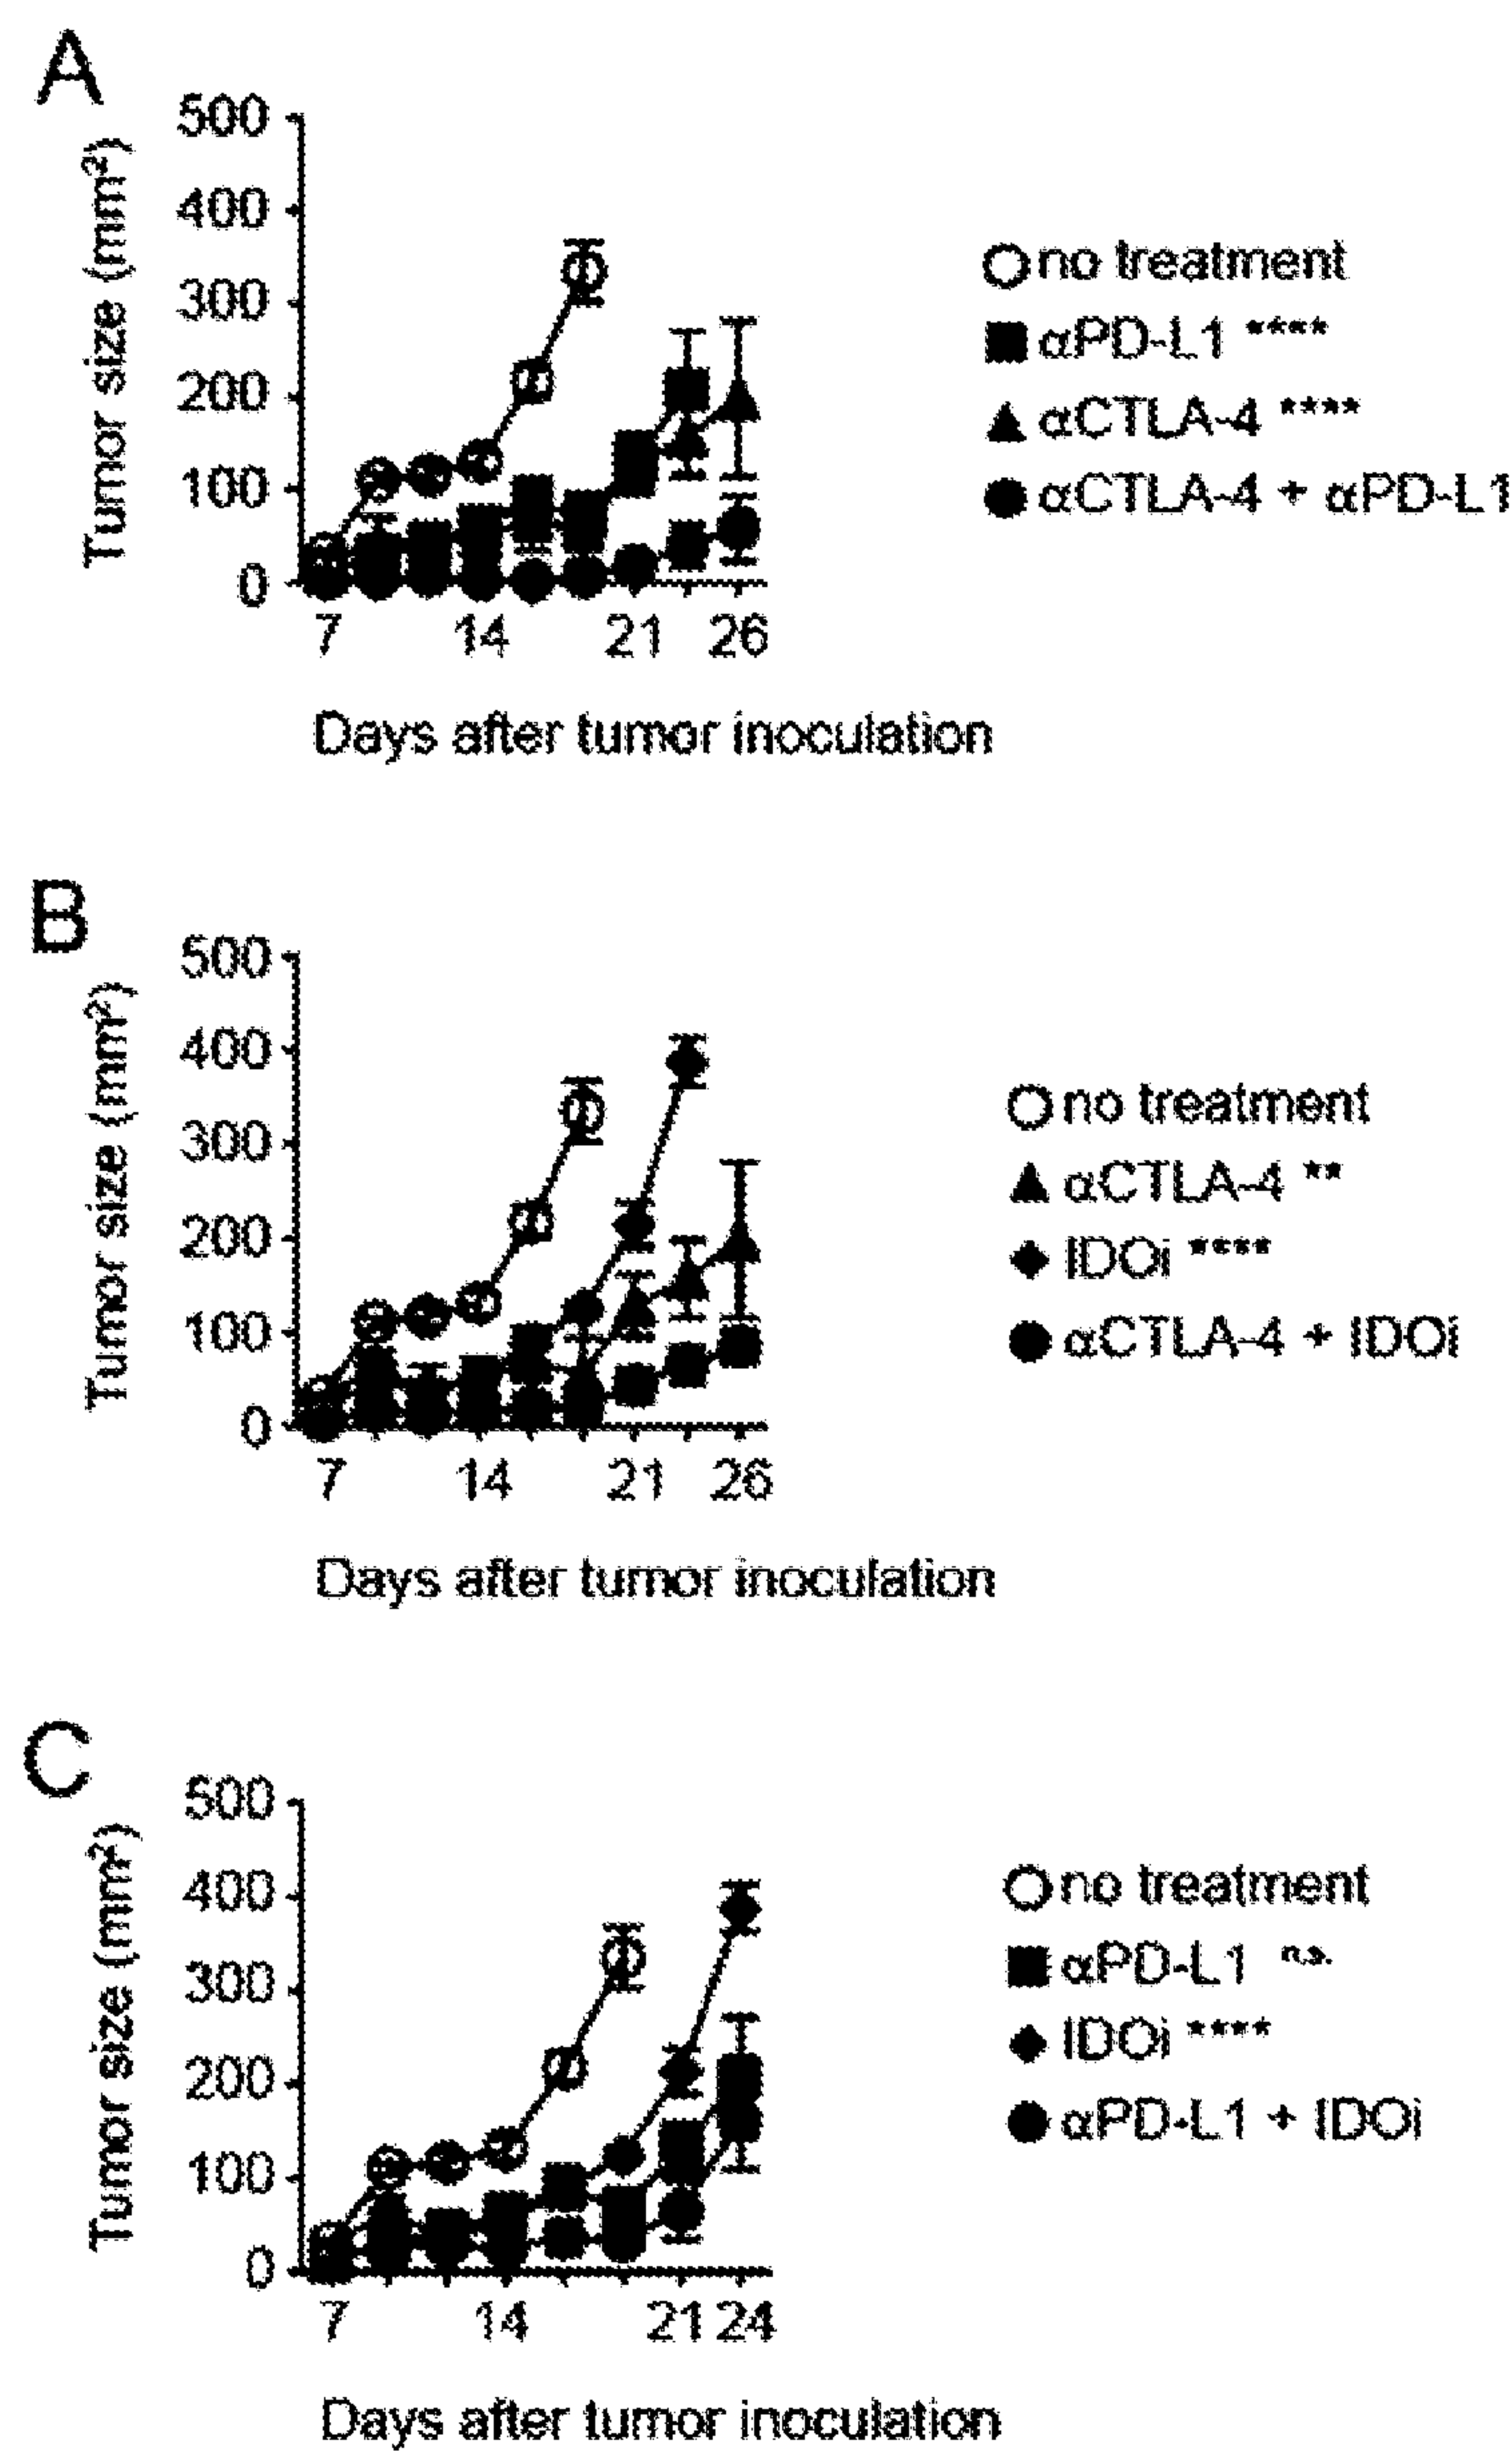 A
Tumor size (mm²)
500
400
300
200
100
0
7 14 21 26
Days after tumor inoculation
no treatment
αPD-L1 ****
αCTLA-4 ****
αCTLA-4 + αPD-L1
B
Tumor size (mm²)
500
400
300
200
100
0
7 14 21 26
Days after tumor inoculation
no treatment
αCTLA-4 **
IDOi ****
αCTLA-4 + IDOi
C
Tumor size (mm²)
500
400
300
200
100
0
7 14 21 24
Days after tumor inoculation
no treatment
αPD-L1 n.s.
IDOi ****
αPD-L1 + IDOi